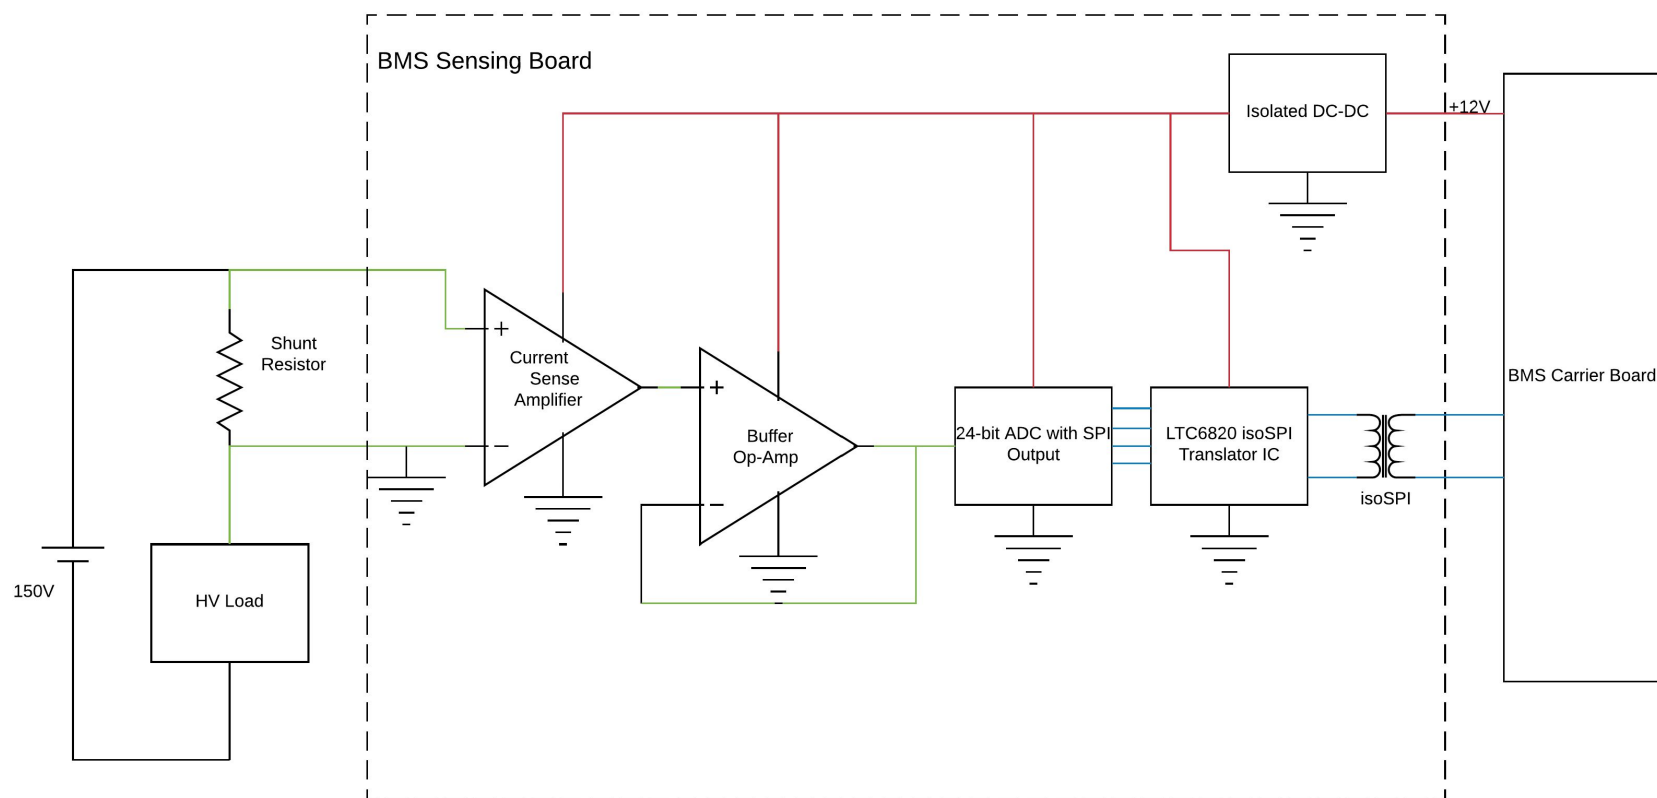 BMS Sensing Board
Isolated DC-DC
+12V
Shunt
Resistor
+
Current
Sense
Amplifier
−
+
Buffer
Op-Amp
−
24-bit ADC with SPI
Output
LTC6820 isoSPI
Translator IC
isoSPI
BMS Carrier Board
150V
HV Load